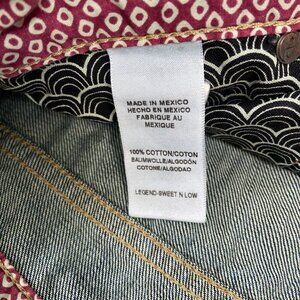 MADE IN MEXICO
HECHO EN MEXICO
FABRIQUE AU
MEXIQUE
100% COTTON/COTON
BAUMWOLLE/ALGODÓN
COTONE/ALGODAO
LEGEND-SWEET N LOW